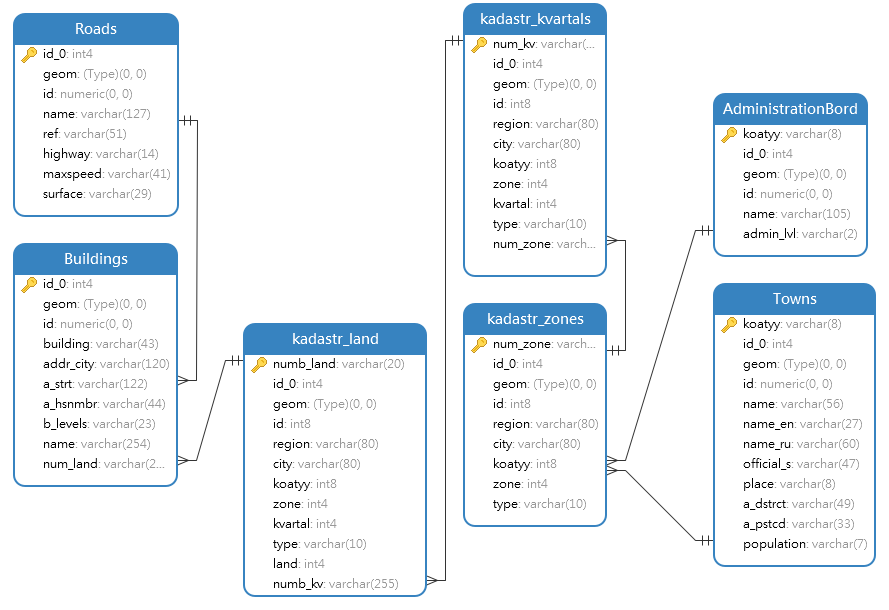 Roads
id_0: int4
geom: (Type)(0, 0)
id: numeric(0, 0)
name: varchar(127)
ref: varchar(51)
highway: varchar(14)
maxspeed: varchar(41)
surface: varchar(29)
Buildings
id_0: int4
geom: (Type)(0, 0)
id: numeric(0, 0)
building: varchar(43)
addr_city: varchar(120)
a_strt: varchar(122)
a_hsnmbr: varchar(44)
b_levels: varchar(23)
name: varchar(254)
num_land: varchar(2...
kadastr_land
numb_land: varchar(20)
id_0: int4
geom: (Type)(0, 0)
id: int8
region: varchar(80)
city: varchar(80)
koatyy: int8
zone: int4
kvartal: int4
type: varchar(10)
land: int4
numb_kv: varchar(255)
kadastr_kvartals
num_kv: varchar(...
id_0: int4
geom: (Type)(0, 0)
id: int8
region: varchar(80)
city: varchar(80)
koatyy: int8
zone: int4
kvartal: int4
type: varchar(10)
num_zone: varch...
kadastr_zones
num_zone: varch...
id_0: int4
geom: (Type)(0, 0)
id: int8
region: varchar(80)
city: varchar(80)
koatyy: int8
zone: int4
type: varchar(10)
AdministrationBord
koatyy: varchar(8)
id_0: int4
geom: (Type)(0, 0)
id: numeric(0, 0)
name: varchar(105)
admin_lvl: varchar(2)
Towns
koatyy: varchar(8)
id_0: int4
geom: (Type)(0, 0)
id: numeric(0, 0)
name: varchar(56)
name_en: varchar(27)
name_ru: varchar(60)
official_s: varchar(47)
place: varchar(8)
a_dstrct: varchar(49)
a_pstcd: varchar(33)
population: varchar(7)